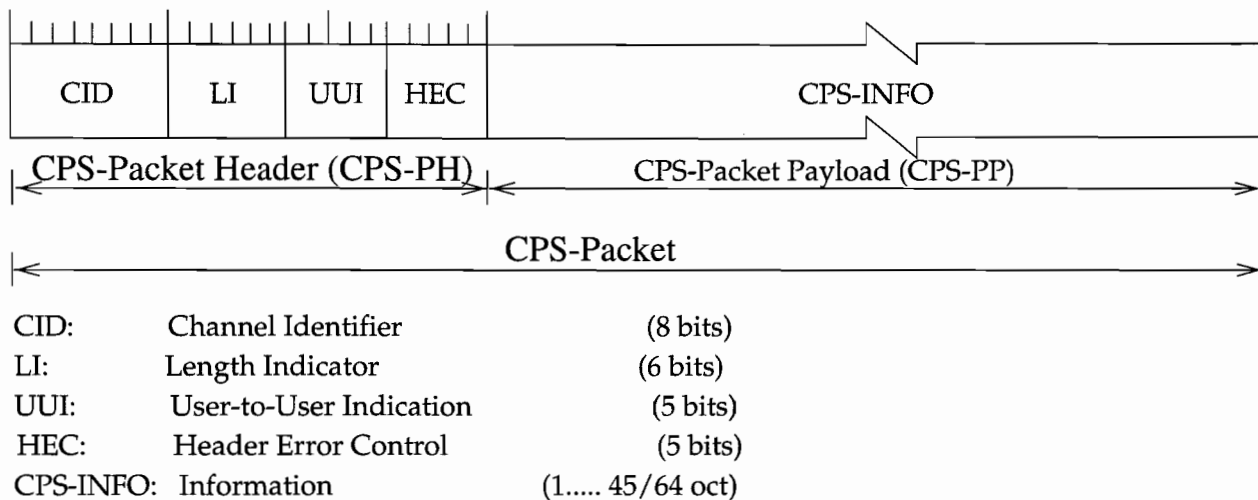 CID LI UUI HEC CPS-INFO
CPS-Packet Header (CPS-PH) CPS-Packet Payload (CPS-PP)
CPS-Packet
CID: Channel Identifier (8 bits)
LI: Length Indicator (6 bits)
UUI: User-to-User Indication (5 bits)
HEC: Header Error Control (5 bits)
CPS-INFO: Information (1..... 45/64 oct)